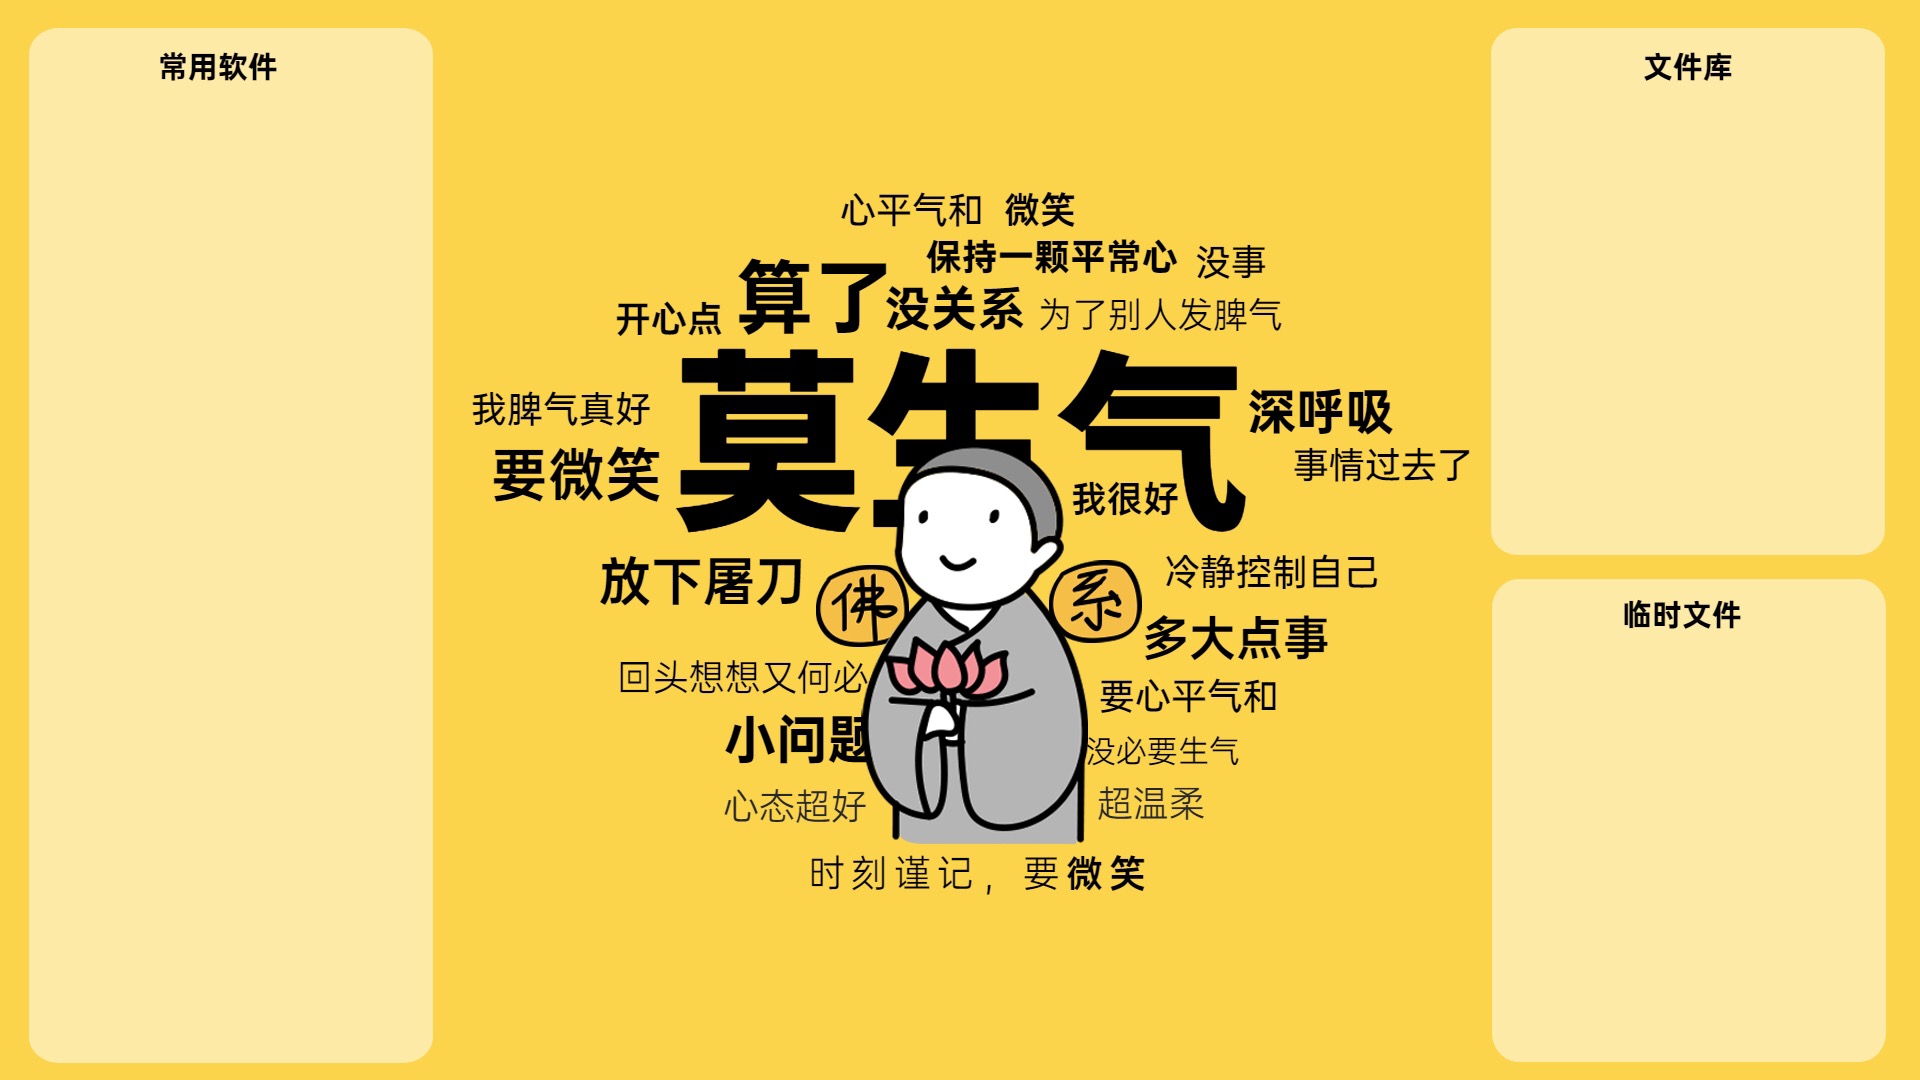 常用软件
文件库
临时文件
心平气和 微笑
保持一颗平常心 没事
开心点 算了 没关系 为了别人发脾气
莫生气
我脾气真好
深呼吸
要微笑
事情过去了
我很好
放下屠刀
佛系
冷静控制自己
多大点事
回头想想又何必
要心平气和
小问题
没必要生气
心态超好
超温柔
时刻谨记，要微笑